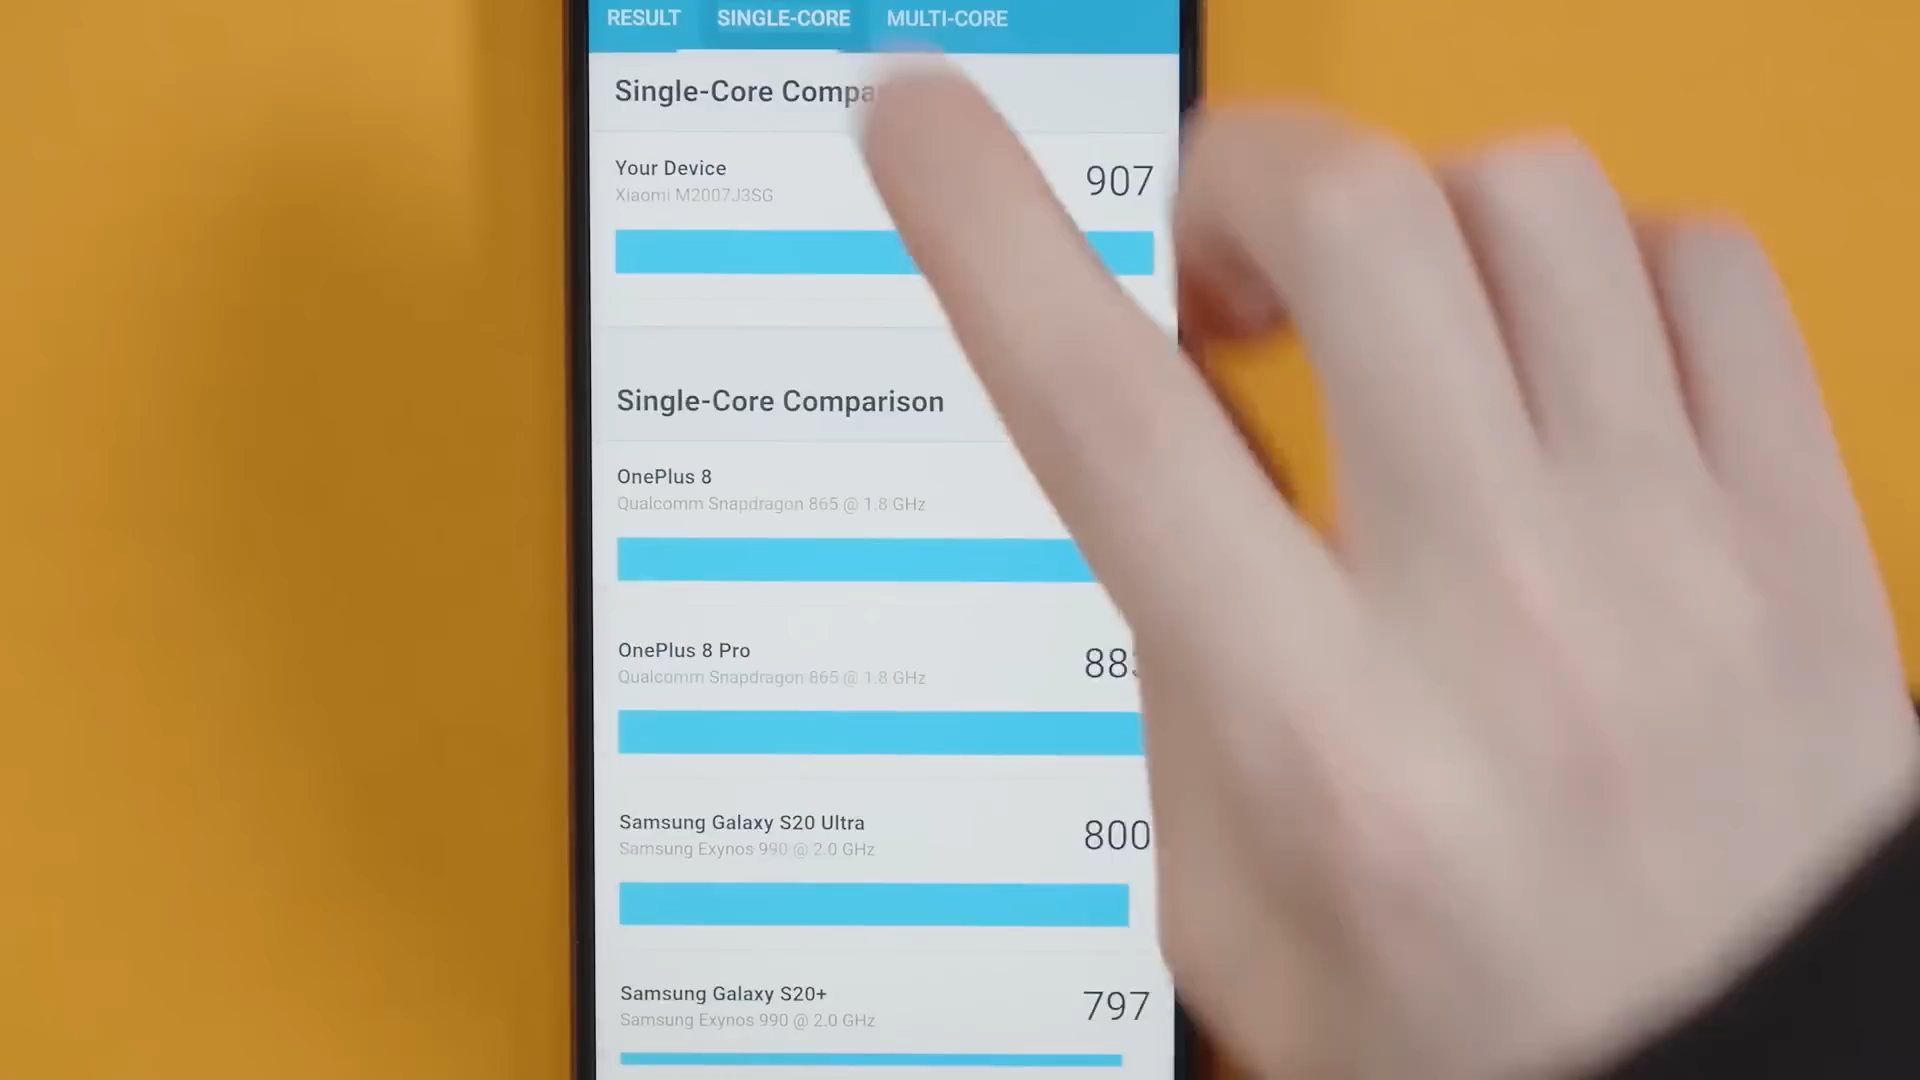 RESULT SINGLE-CORE MULTI-CORE
Single-Core
Your Device
907
Xiaomi M2007J3SG
Single-Core Comparison
OnePlus 8
Qualcomm Snapdragon 865 @ 1.8 GHz
OnePlus 8 Pro
Qualcomm Snapdragon 865 @ 1.8 GHz
Samsung Galaxy S20 Ultra
800
Samsung Exynos 990 @ 2.0 GHz
Samsung Galaxy S20+
797
Samsung Exynos 990 @ 2.0 GHz